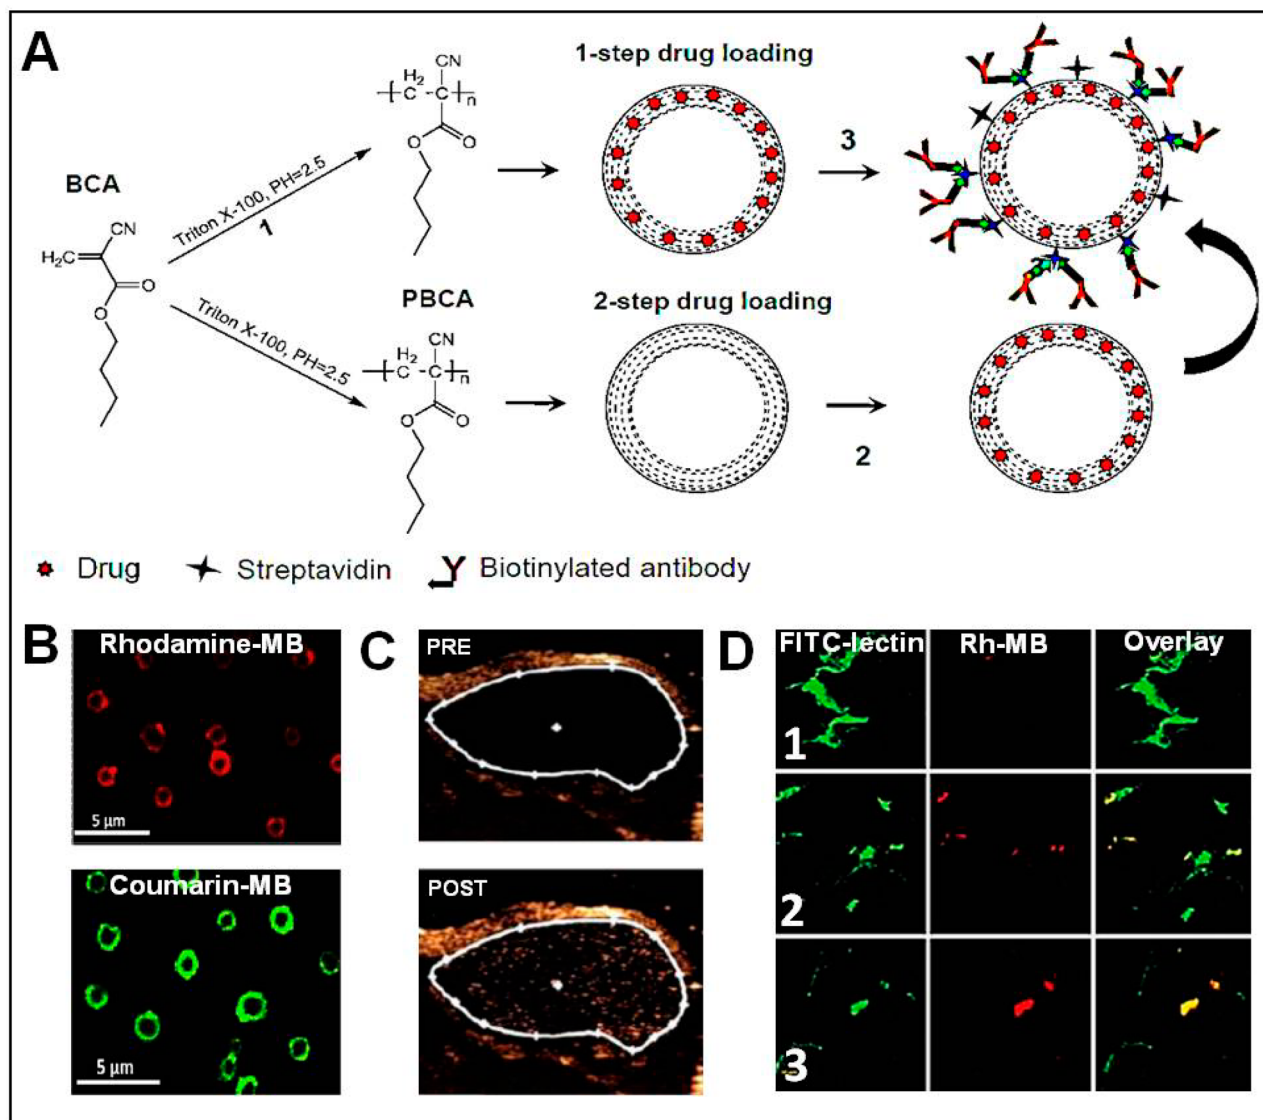 A
1-step drug loading
CN
H2
C
C
n
O
O
3
BCA
Triton X-100, PH=2.5
1
CN
H2C
O
O
Triton X-100, PH=2.5
PBCA
2-step drug loading
CN
H2
C
C
n
O
O
2
Drug
Streptavidin
Biotinylated antibody
B
Rhodamine-MB
5 µm
Coumarin-MB
5 µm
C
PRE
POST
D
FITC-lectin
Rh-MB
Overlay
1
2
3